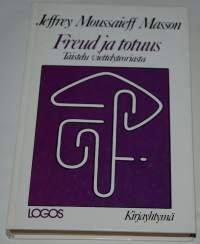 Jeffrey Moussaieff Masson
Freud ja totuus
Taistelu viettelyteoriasta
LOGOS
Kirjayhtymä